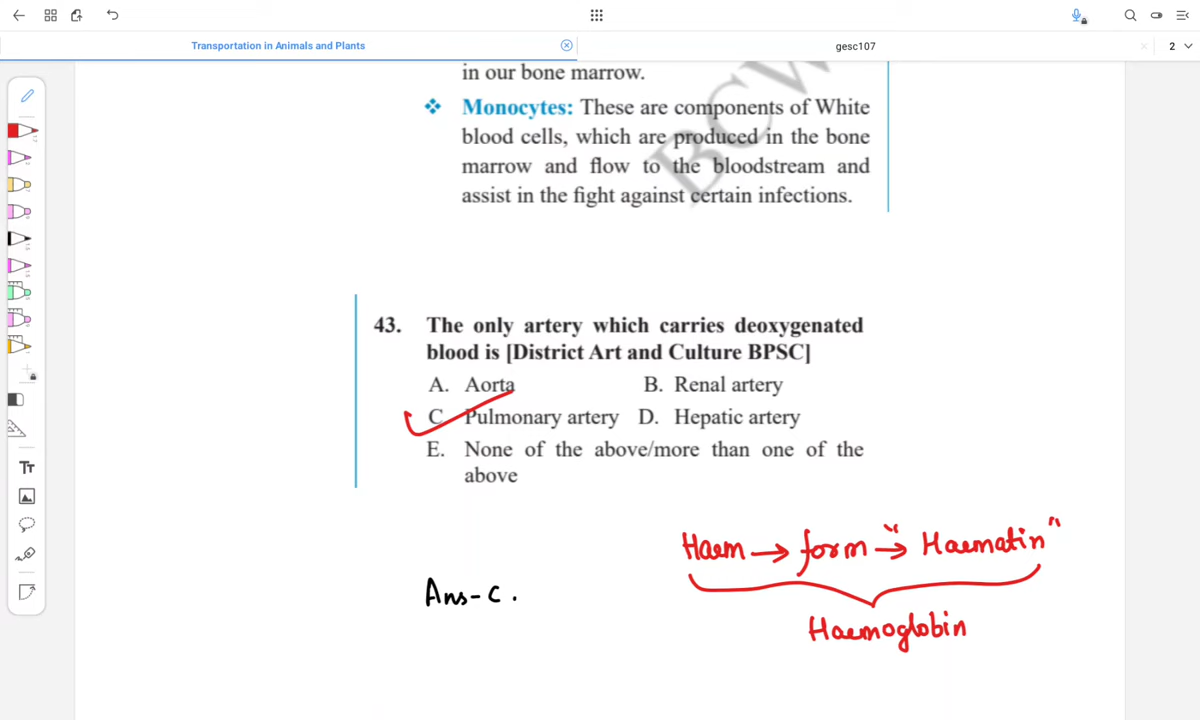 Transportation in Animals and Plants
gesc107
2
in our bone marrow.
❖ Monocytes: These are components of White
blood cells, which are produced in the bone
marrow and flow to the bloodstream and
assist in the fight against certain infections.
BCW
43. The only artery which carries deoxygenated
blood is [District Art and Culture BPSC]
A. Aorta B. Renal artery
C. Pulmonary artery D. Hepatic artery
E. None of the above/more than one of the
above
Haem → form → "Haematin"
Haemoglobin
Ans-C.
Tт